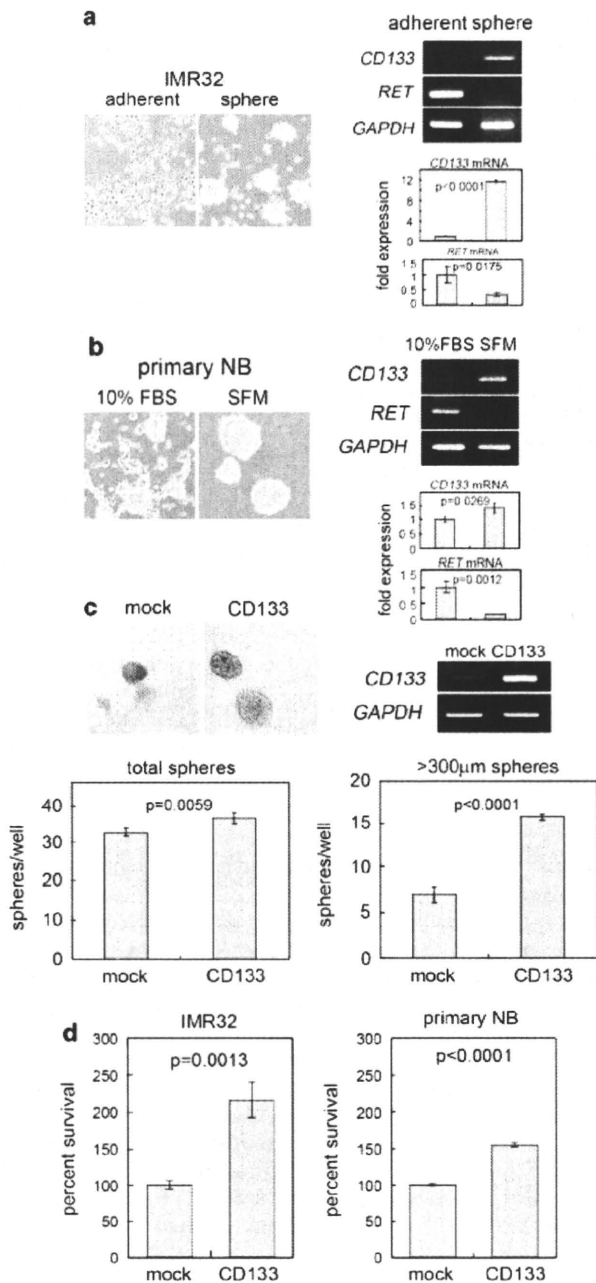 a
IMR32
adherent sphere
adherent sphere
CD133
RET
GAPDH
CD133 mRNA
p<0.0001
12
8
4
0
fold expression
RET mRNA
p=0.0175
1.5
1
0.5
0
b
primary NB
10% FBS SFM
10%FBS SFM
CD133
RET
GAPDH
CD133 mRNA
p=0.0269
1.5
1
0.5
0
fold expression
RET mRNA
p=0.0012
1.5
1
0.5
0
c
mock CD133
mock CD133
CD133
GAPDH
total spheres
p=0.0059
40
30
20
10
0
spheres/well
mock CD133
>300μm spheres
p<0.0001
20
15
10
5
0
spheres/well
mock CD133
d
IMR32
p=0.0013
300
250
200
150
100
50
0
percent survival
mock CD133
primary NB
p<0.0001
300
250
200
150
100
50
0
percent survival
mock CD133